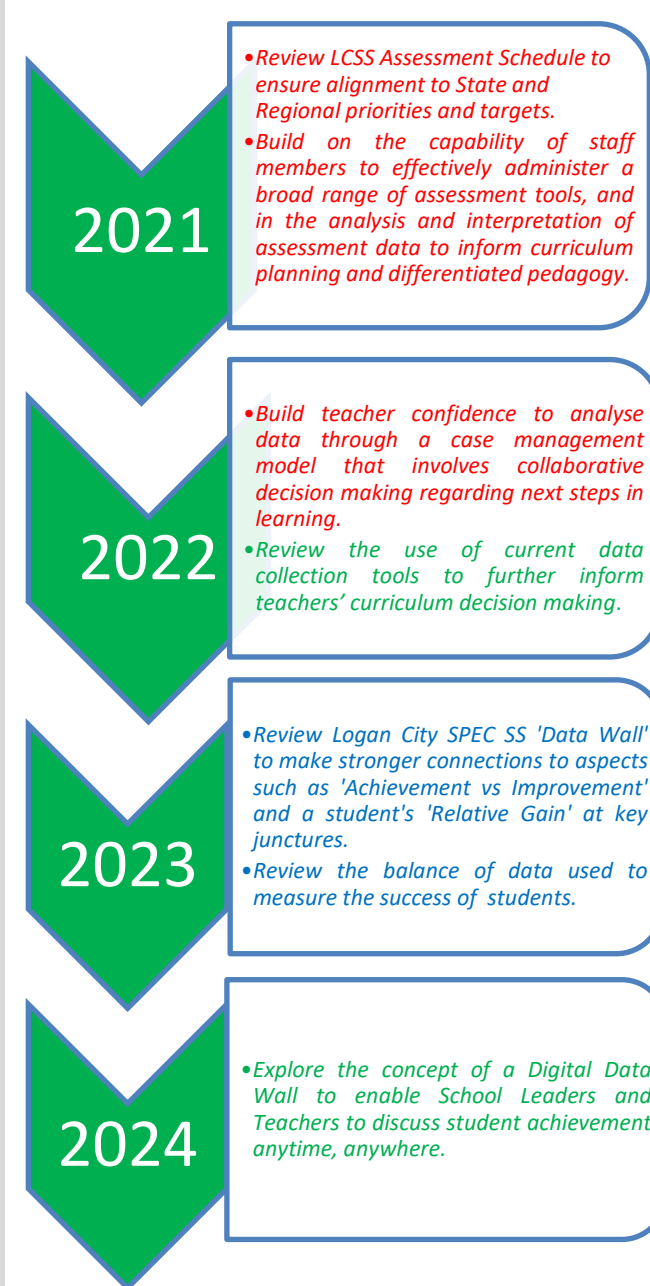 2021
•Review LCSS Assessment Schedule to
ensure alignment to State and
Regional priorities and targets.
•Build on the capability of staff
members to effectively administer a
broad range of assessment tools, and
in the analysis and interpretation of
assessment data to inform curriculum
planning and differentiated pedagogy.
2022
•Build teacher confidence to analyse
data through a case management
model that involves collaborative
decision making regarding next steps in
learning.
•Review the use of current data
collection tools to further inform
teachers’ curriculum decision making.
2023
•Review Logan City SPEC SS 'Data Wall'
to make stronger connections to aspects
such as 'Achievement vs Improvement'
and a student's 'Relative Gain' at key
junctures.
•Review the balance of data used to
measure the success of students.
2024
•Explore the concept of a Digital Data
Wall to enable School Leaders and
Teachers to discuss student achievement
anytime, anywhere.